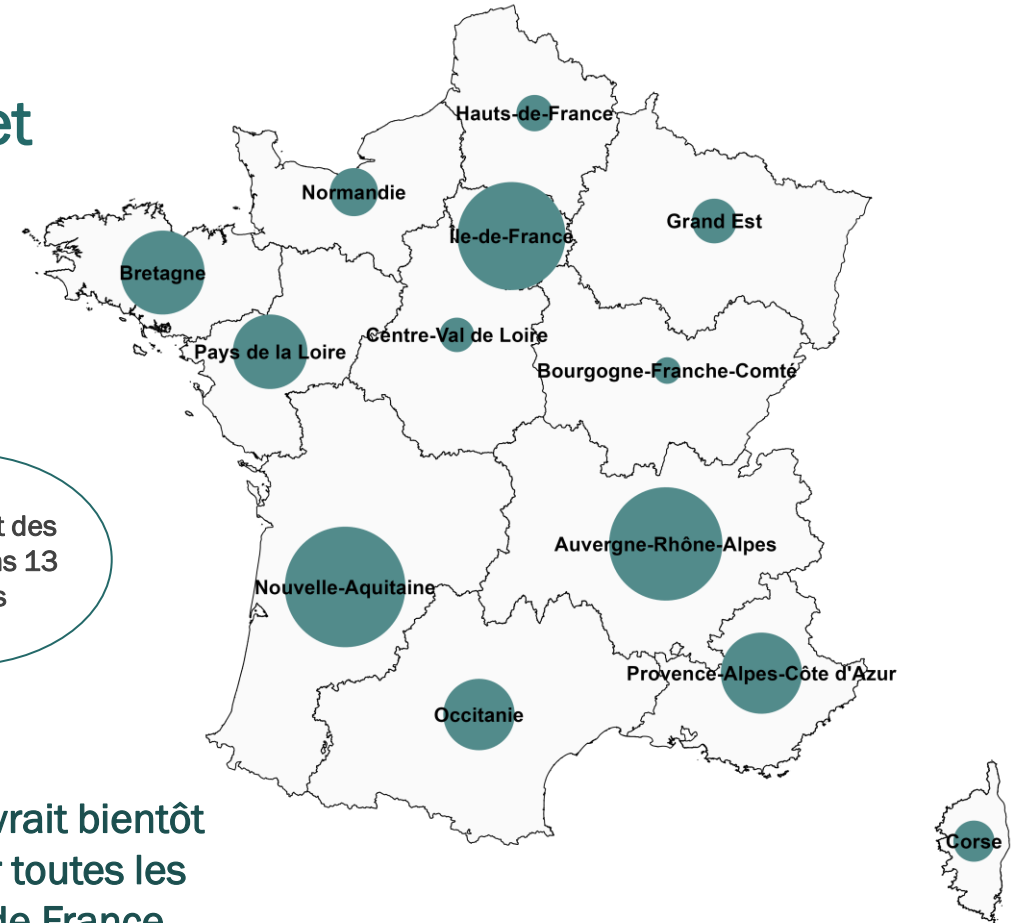 et
Hauts-de-France
Normandie
Île-de-France
Grand Est
Bretagne
Centre-Val de Loire
Pays de la Loire
Bourgogne-Franche-Comté
t des
s 13
s
Auvergne-Rhône-Alpes
Nouvelle-Aquitaine
Provence-Alpes-Côte d'Azur
Occitanie
vrait bientôt
r toutes les
de France
Corse